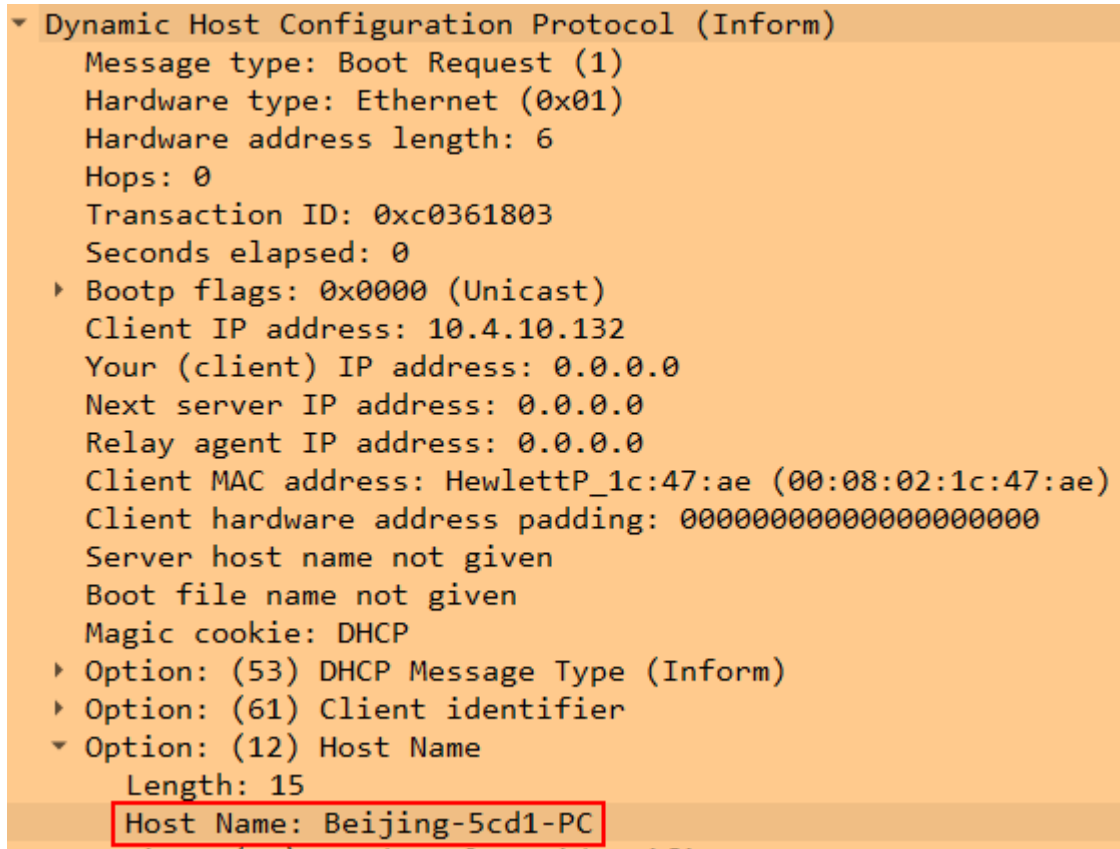 Dynamic Host Configuration Protocol (Inform)
Message type: Boot Request (1)
Hardware type: Ethernet (0x01)
Hardware address length: 6
Hops: 0
Transaction ID: 0xc0361803
Seconds elapsed: 0
Bootp flags: 0x0000 (Unicast)
Client IP address: 10.4.10.132
Your (client) IP address: 0.0.0.0
Next server IP address: 0.0.0.0
Relay agent IP address: 0.0.0.0
Client MAC address: HewlettP_1c:47:ae (00:08:02:1c:47:ae)
Client hardware address padding: 00000000000000000000
Server host name not given
Boot file name not given
Magic cookie: DHCP
Option: (53) DHCP Message Type (Inform)
Option: (61) Client identifier
Option: (12) Host Name
Length: 15
Host Name: Beijing-5cd1-PC